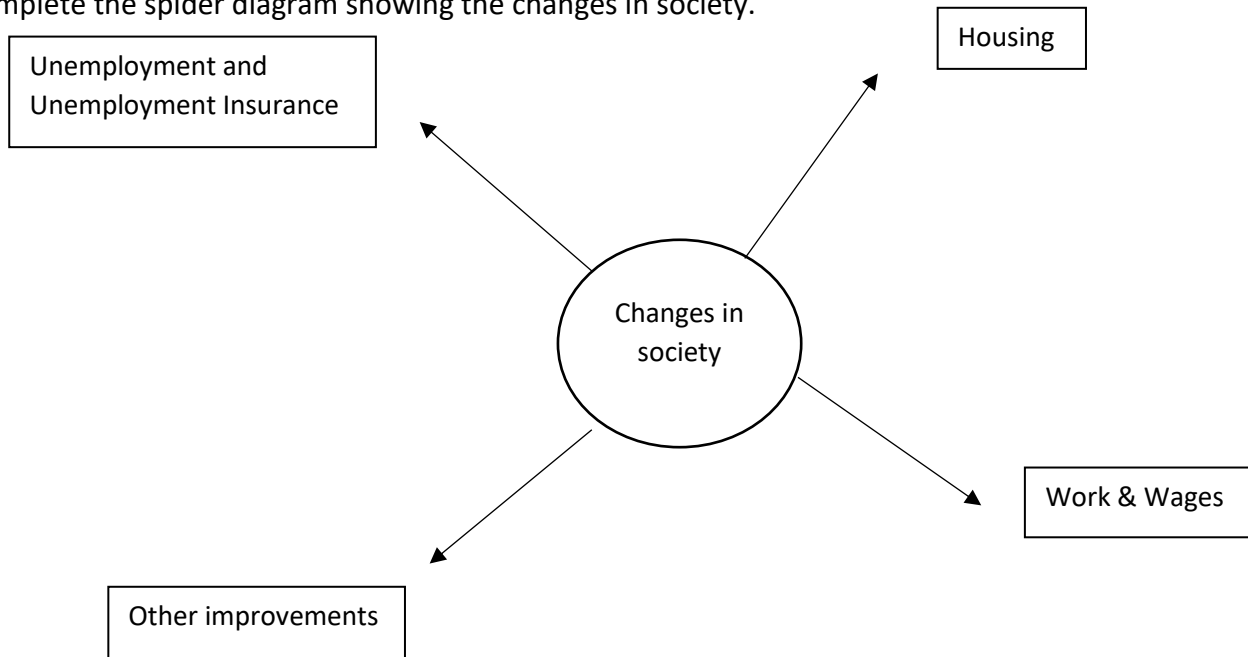 mplete the spider diagram showing the changes in society.
Housing
Unemployment and
Unemployment Insurance
Changes in
society
Work & Wages
Other improvements